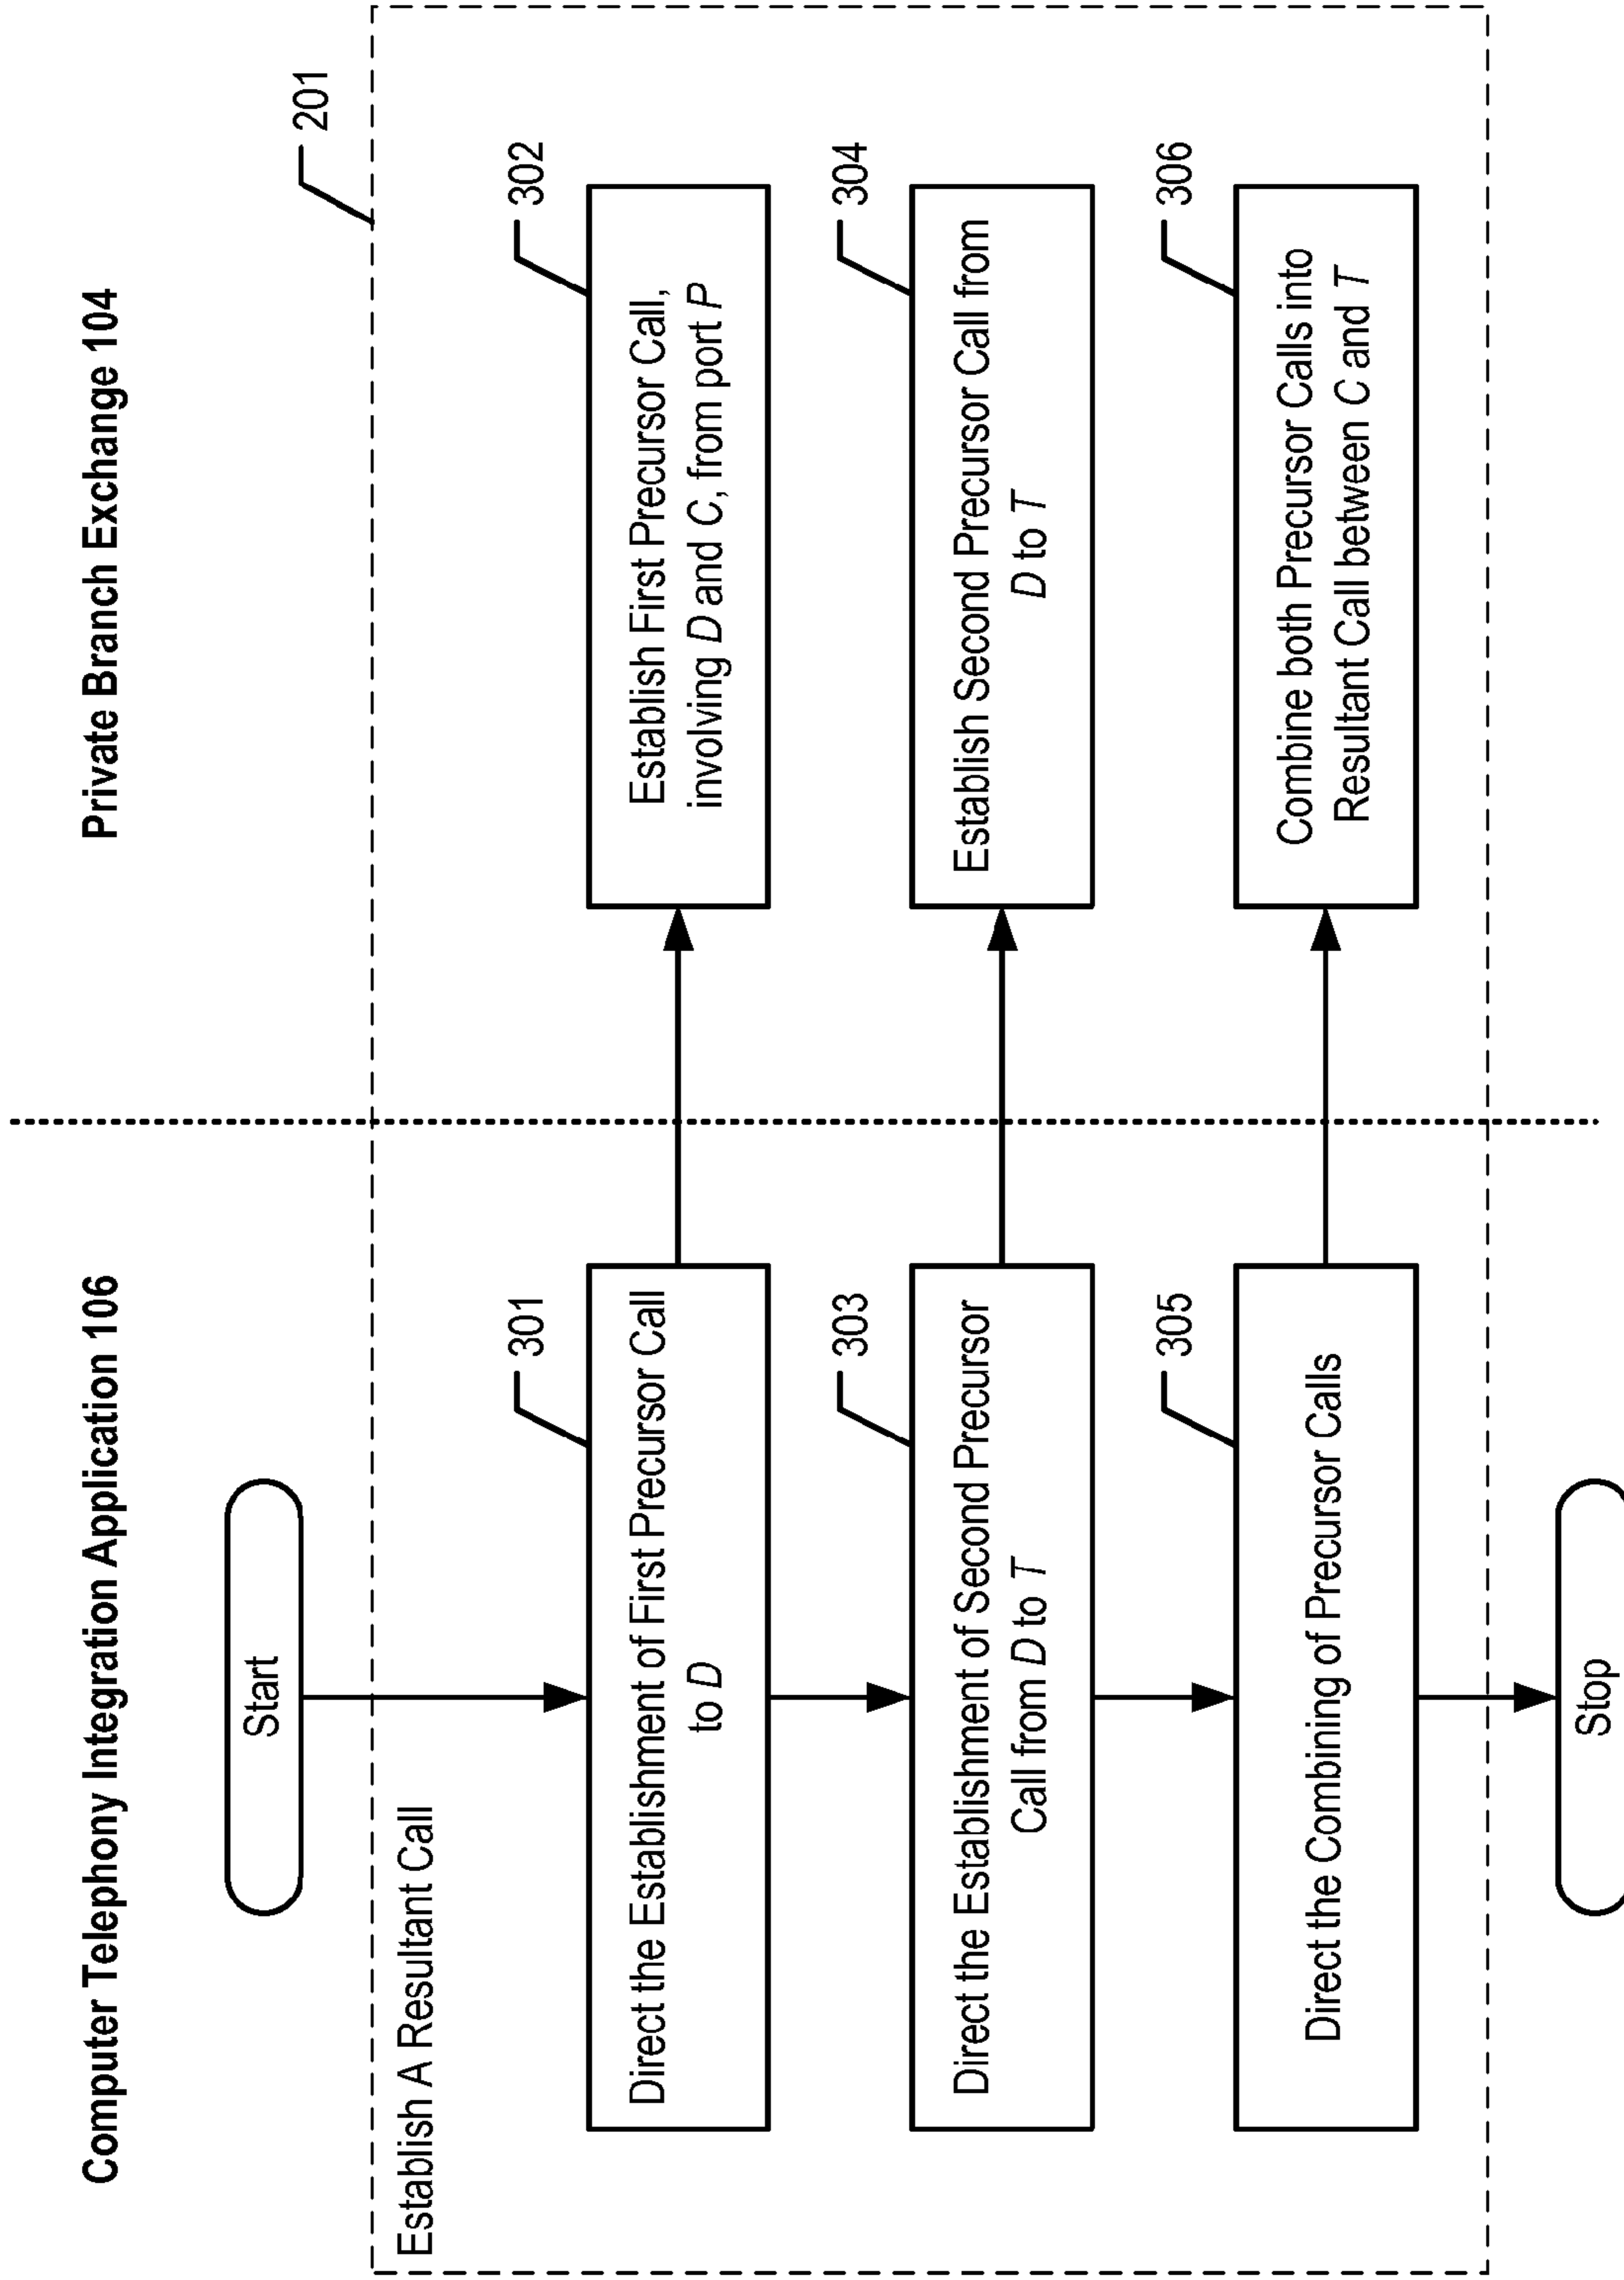 Computer Telephony Integration Application 106
Private Branch Exchange 104
Start
201
Establish A Resultant Call
301
Direct the Establishment of First Precursor Call
to D
302
Establish First Precursor Call,
involving D and C, from port P
303
Direct the Establishment of Second Precursor
Call from D to T
304
Establish Second Precursor Call from
D to T
305
Direct the Combining of Precursor Calls
306
Combine both Precursor Calls into
Resultant Call between C and T
Stop